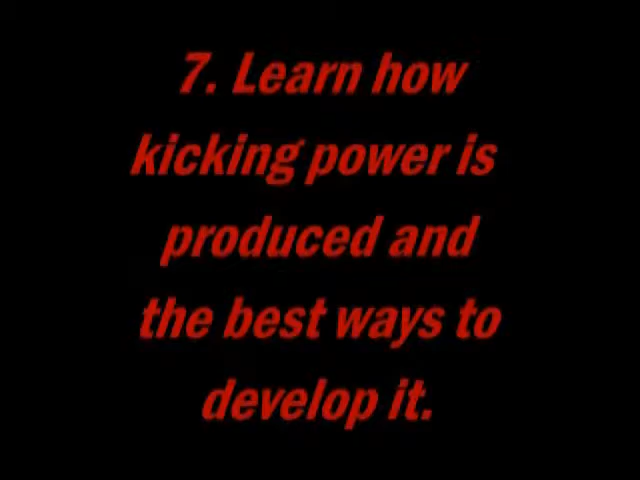 7. Learn how
kicking power is
produced and
the best ways to
develop it.